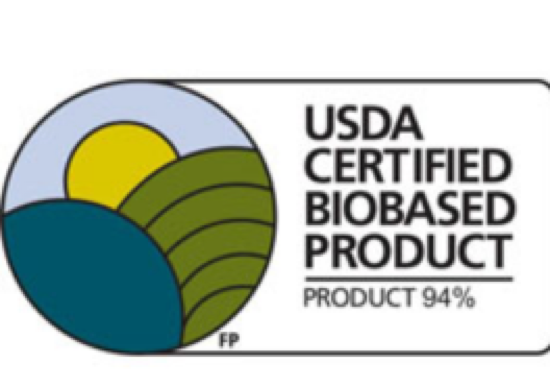 USDA
CERTIFIED
BIOBASED
PRODUCT
PRODUCT 94%
FP